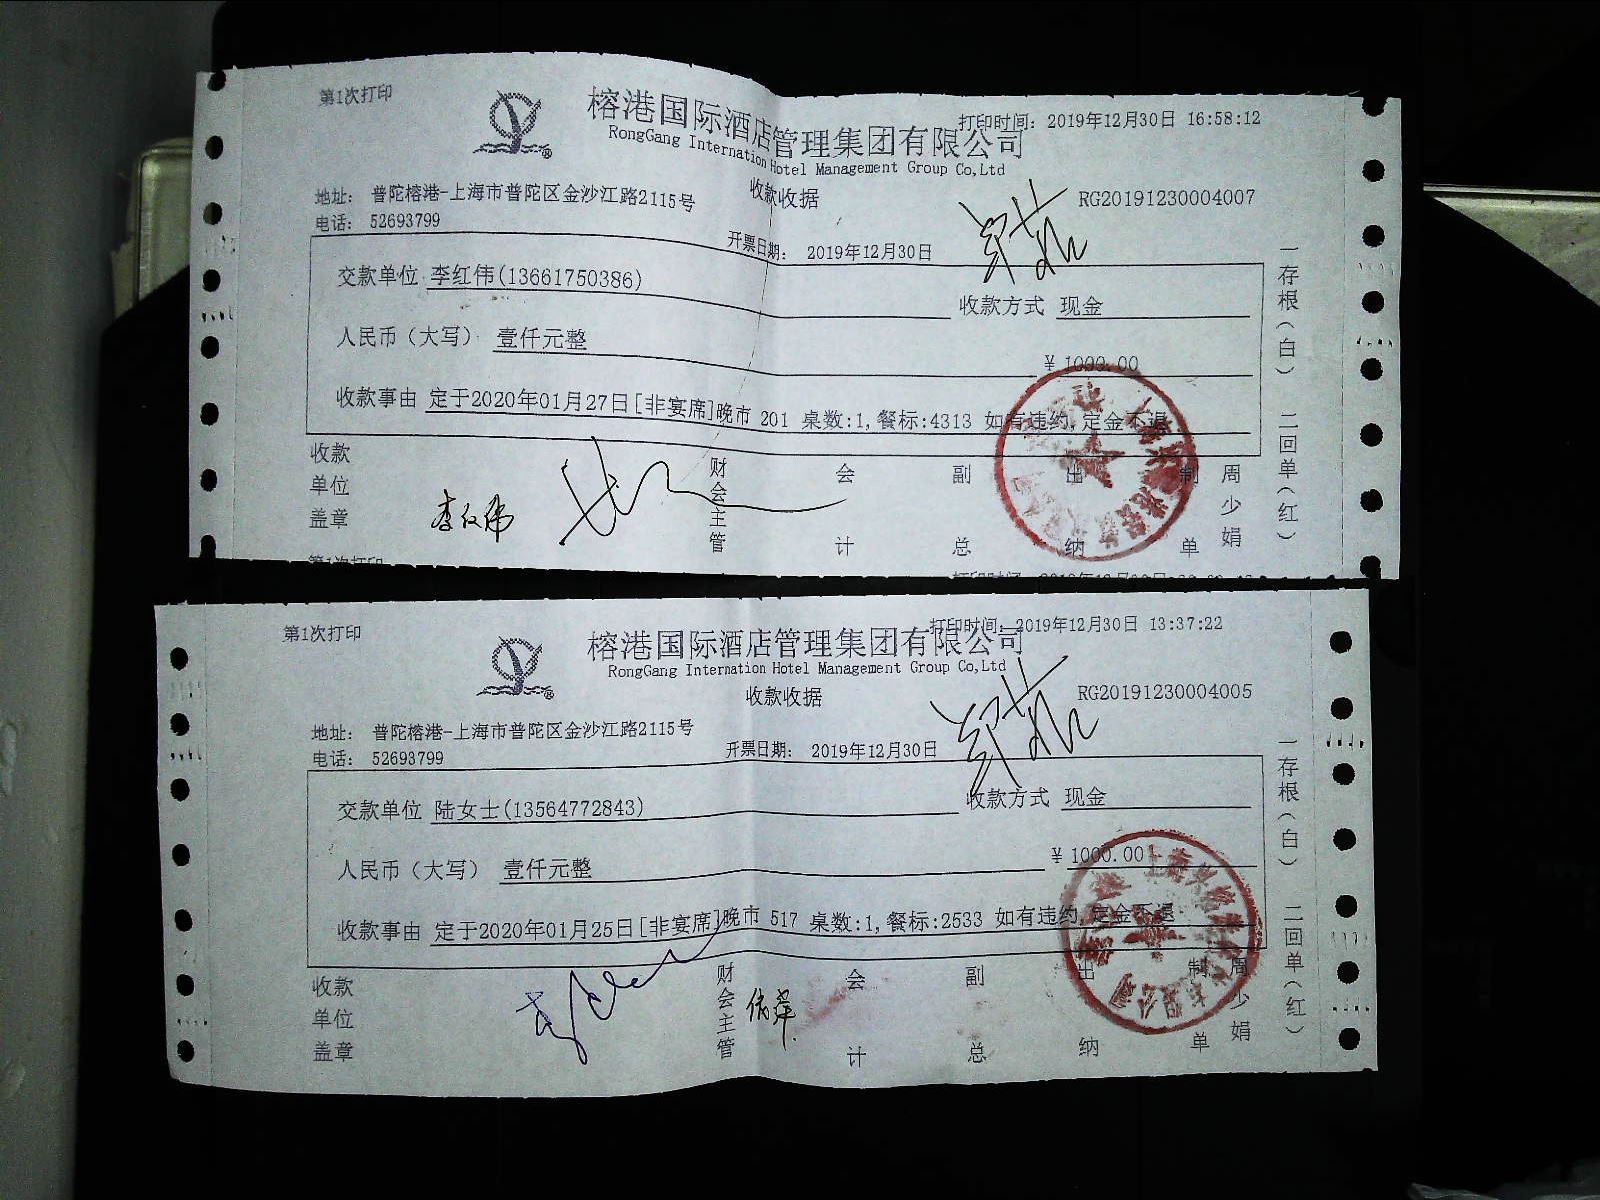 第1次打印
打印时间: 2019年12月30日 16:58:12
榕港国际酒店管理集团有限公司
RongGang Internation Hotel Management Group Co,Ltd
收款收据
RG20191230004007
地址: 普陀榕港-上海市普陀区金沙江路2115号
电话: 52693799
开票日期: 2019年12月30日
交款单位 李红伟(13661750386)
收款方式 现金
人民币（大写） 壹仟元整
¥ 1000.00
收款事由 定于2020年01月27日[非宴席]晚市 201 桌数:1,餐标:4313 如有违约,定金不退
收款单位盖章
李红伟
财会主管
会计
副总
出纳
制单
周少娟
一存根（白） 二回单（红）
第1次打印
第1次打印
打印时间: 2019年12月30日 13:37:22
榕港国际酒店管理集团有限公司
RongGang Internation Hotel Management Group Co,Ltd
收款收据
RG20191230004005
地址: 普陀榕港-上海市普陀区金沙江路2115号
电话: 52693799
开票日期: 2019年12月30日
交款单位 陆女士(13564772843)
收款方式 现金
人民币（大写） 壹仟元整
¥ 1000.00
收款事由 定于2020年01月25日[非宴席]晚市 517 桌数:1,餐标:2533 如有违约,定金不退
收款单位盖章
财会主管
会计
副总
出纳
制单
周少娟
一存根（白） 二回单（红）